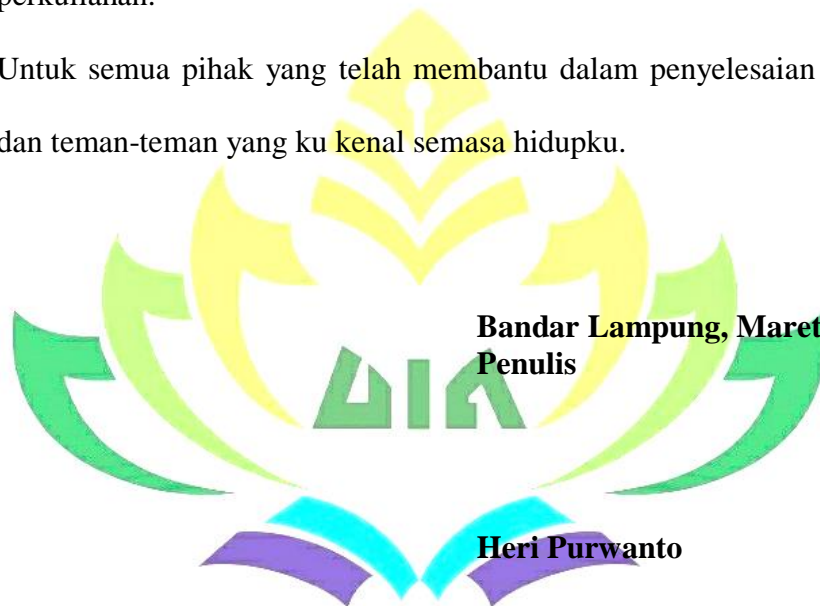 perkuliahan.
Untuk semua pihak yang telah membantu dalam penyelesaian
dan teman-teman yang ku kenal semasa hidupku.
Bandar Lampung, Maret
Penulis
UIN
Heri Purwanto